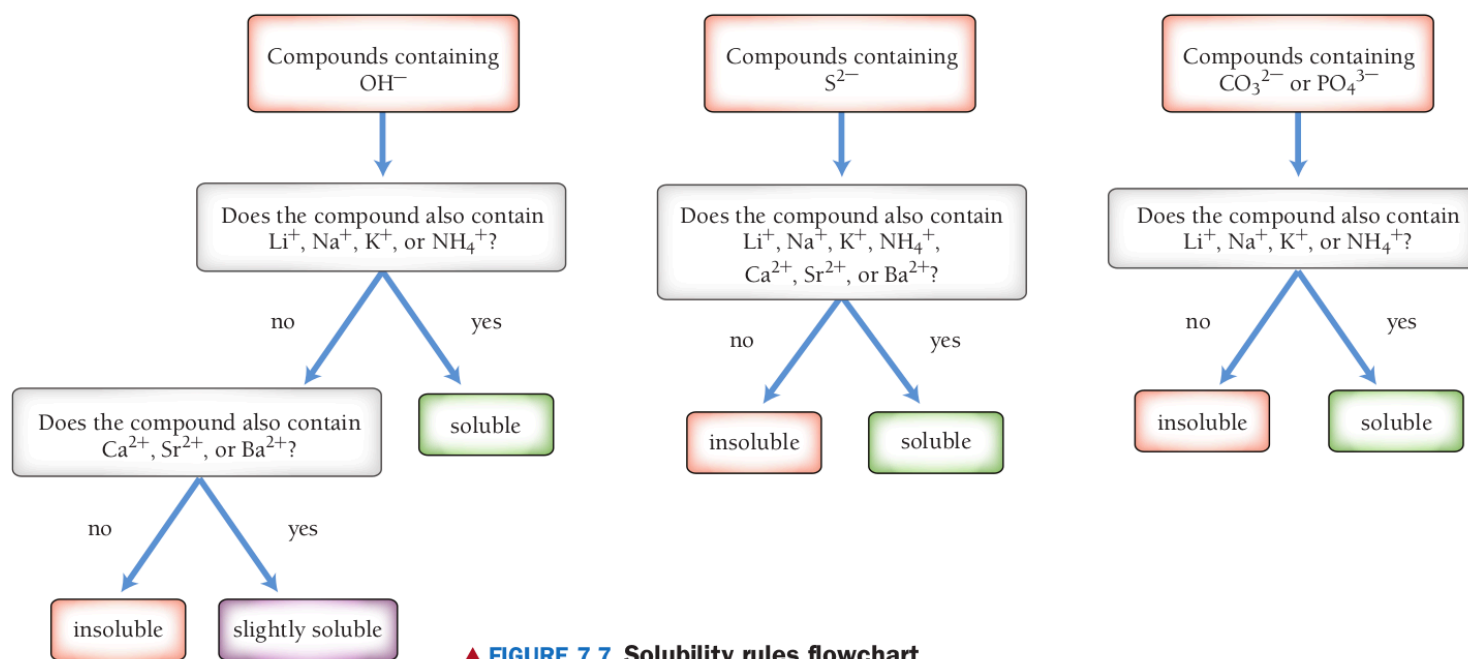 Compounds containing
OH⁻
Does the compound also contain
Li⁺, Na⁺, K⁺, or NH₄⁺?
no
yes
soluble
Does the compound also contain
Ca²⁺, Sr²⁺, or Ba²⁺?
no
yes
insoluble
slightly soluble
Compounds containing
S²⁻
Does the compound also contain
Li⁺, Na⁺, K⁺, NH₄⁺,
Ca²⁺, Sr²⁺, or Ba²⁺?
no
yes
insoluble
soluble
Compounds containing
CO₃²⁻ or PO₄³⁻
Does the compound also contain
Li⁺, Na⁺, K⁺, or NH₄⁺?
no
yes
insoluble
soluble
▲ FIGURE 7.7 Solubility rules flowchart